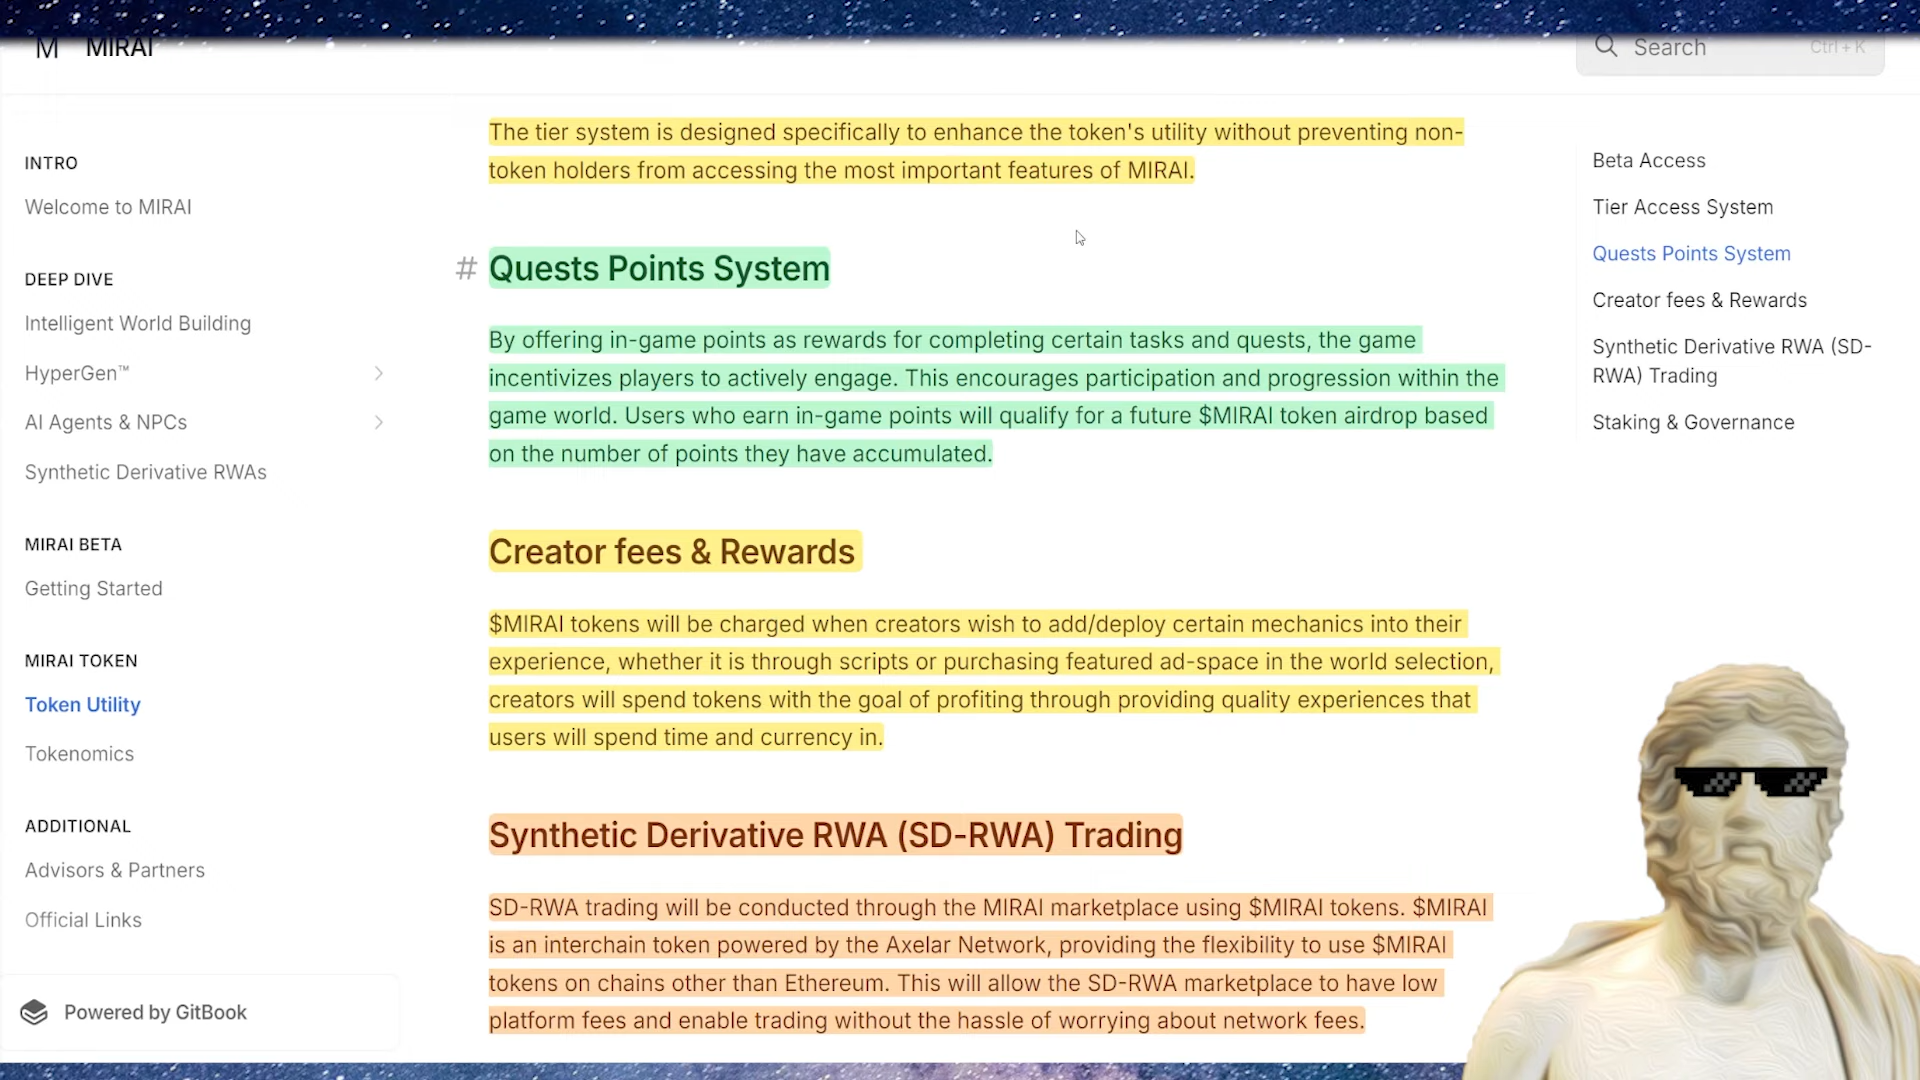 M MIRAI
Search Ctrl + K
INTRO
Welcome to MIRAI
DEEP DIVE
Intelligent World Building
HyperGen™
AI Agents & NPCs
Synthetic Derivative RWAs
MIRAI BETA
Getting Started
MIRAI TOKEN
Token Utility
Tokenomics
ADDITIONAL
Advisors & Partners
Official Links
Powered by GitBook
The tier system is designed specifically to enhance the token's utility without preventing non-
token holders from accessing the most important features of MIRAI.
# Quests Points System
By offering in-game points as rewards for completing certain tasks and quests, the game
incentivizes players to actively engage. This encourages participation and progression within the
game world. Users who earn in-game points will qualify for a future $MIRAI token airdrop based
on the number of points they have accumulated.
Creator fees & Rewards
$MIRAI tokens will be charged when creators wish to add/deploy certain mechanics into their
experience, whether it is through scripts or purchasing featured ad-space in the world selection,
creators will spend tokens with the goal of profiting through providing quality experiences that
users will spend time and currency in.
Synthetic Derivative RWA (SD-RWA) Trading
SD-RWA trading will be conducted through the MIRAI marketplace using $MIRAI tokens. $MIRAI
is an interchain token powered by the Axelar Network, providing the flexibility to use $MIRAI
tokens on chains other than Ethereum. This will allow the SD-RWA marketplace to have low
platform fees and enable trading without the hassle of worrying about network fees.
Beta Access
Tier Access System
Quests Points System
Creator fees & Rewards
Synthetic Derivative RWA (SD-
RWA) Trading
Staking & Governance